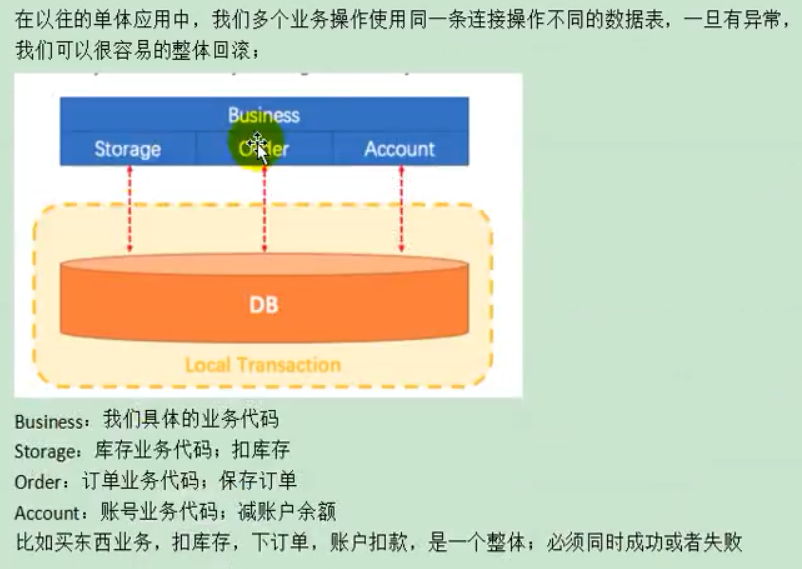 在以往的单体应用中，我们多个业务操作使用同一条连接操作不同的数据表，一旦有异常，
我们可以很容易的整体回滚；
Business
Storage Order Account
DB
Local Transaction
Business：我们具体的业务代码
Storage：库存业务代码；扣库存
Order：订单业务代码；保存订单
Account：账号业务代码；减账户余额
比如买东西业务，扣库存，下订单，账户扣款，是一个整体；必须同时成功或者失败